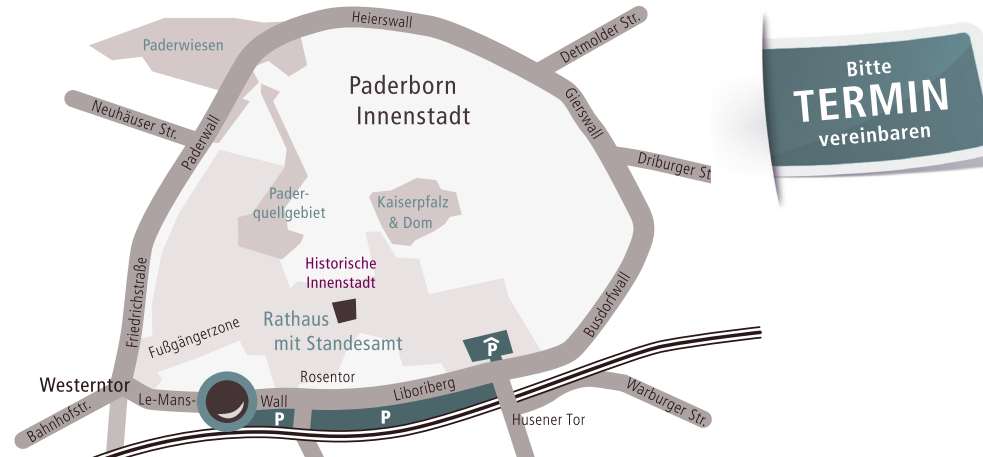 Heierswall
Detmolder Str.
Paderwiesen
Bitte
TERMIN
vereinbaren
Paderborn
Innenstadt
Neuhäuser Str.
Gierswall
Paderwall
Driburger St
Pader-
quellgebiet
Kaiserpfalz
& Dom
Historische
Innenstadt
Friedrichstraße
Busdorfwall
Rathaus
mit Standesamt
Fußgängerzone
P
Westerntor
Rosentor
Liboriberg
Le-Mans-
Wall
Warburger Str.
Bahnhofstr.
P
P
Husener Tor